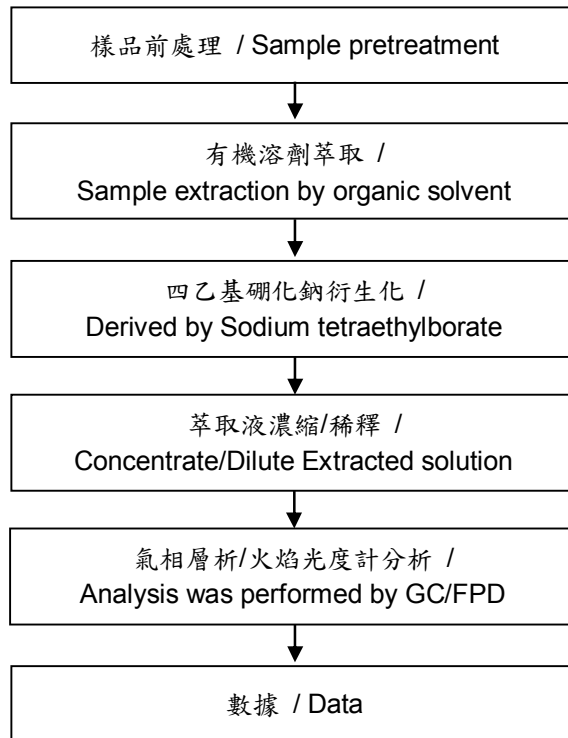 樣品前處理 / Sample pretreatment
有機溶劑萃取 /
Sample extraction by organic solvent
四乙基硼化鈉衍生化 /
Derived by Sodium tetraethylborate
萃取液濃縮/稀釋 /
Concentrate/Dilute Extracted solution
氣相層析/火焰光度計分析 /
Analysis was performed by GC/FPD
數據 / Data